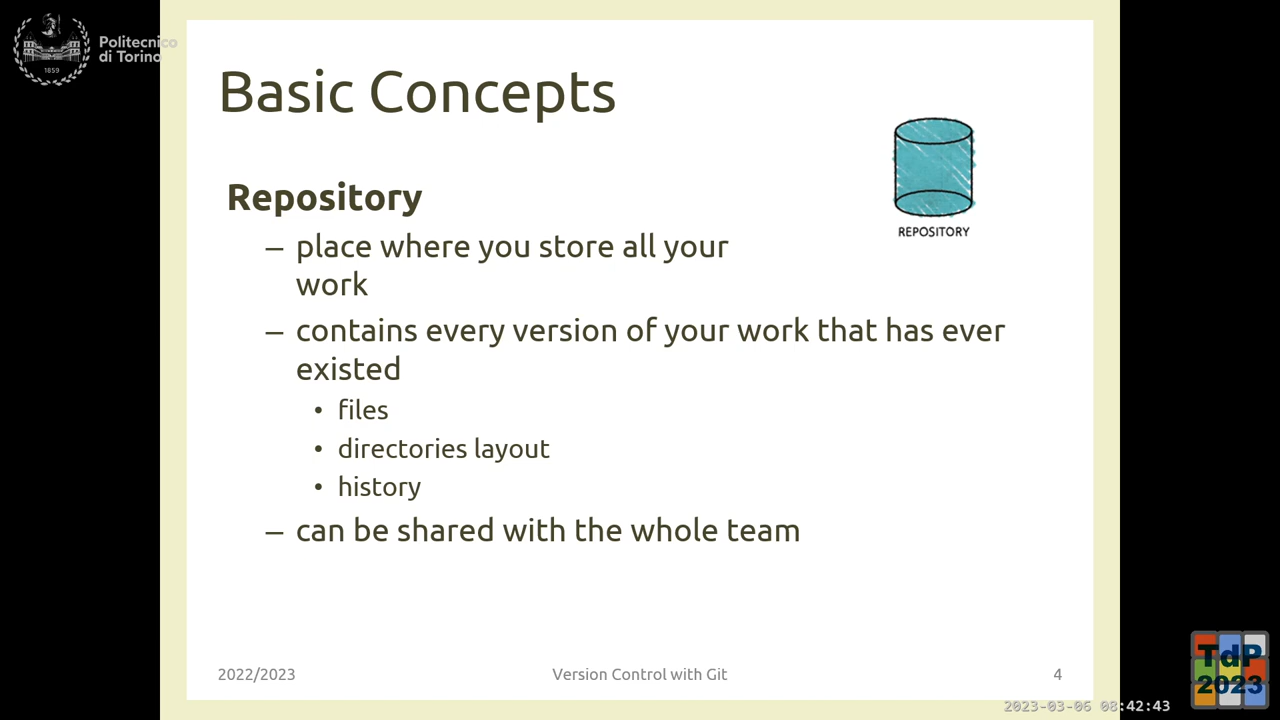 Politecnico
di Torino
1859
Basic Concepts
REPOSITORY
Repository
– place where you store all your
work
– contains every version of your work that has ever
existed
• files
• directories layout
• history
– can be shared with the whole team
2022/2023
Version Control with Git
4
TdP
2023
2023-03-06 08:42:43